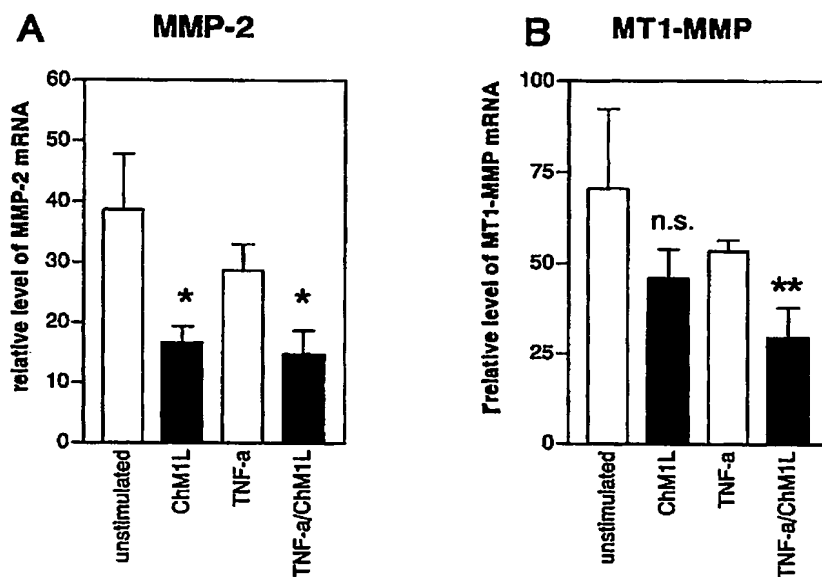 A
MMP-2
relative level of MMP-2 mRNA
60
50
40
30
20
10
0
*
*
unstimulated
ChM1L
TNF-a
TNF-a/ChM1L
B
MT1-MMP
rrelative level of MT1-MMP mRNA
100
75
50
25
0
n.s.
**
unstimulated
ChM1L
TNF-a
TNF-a/ChM1L